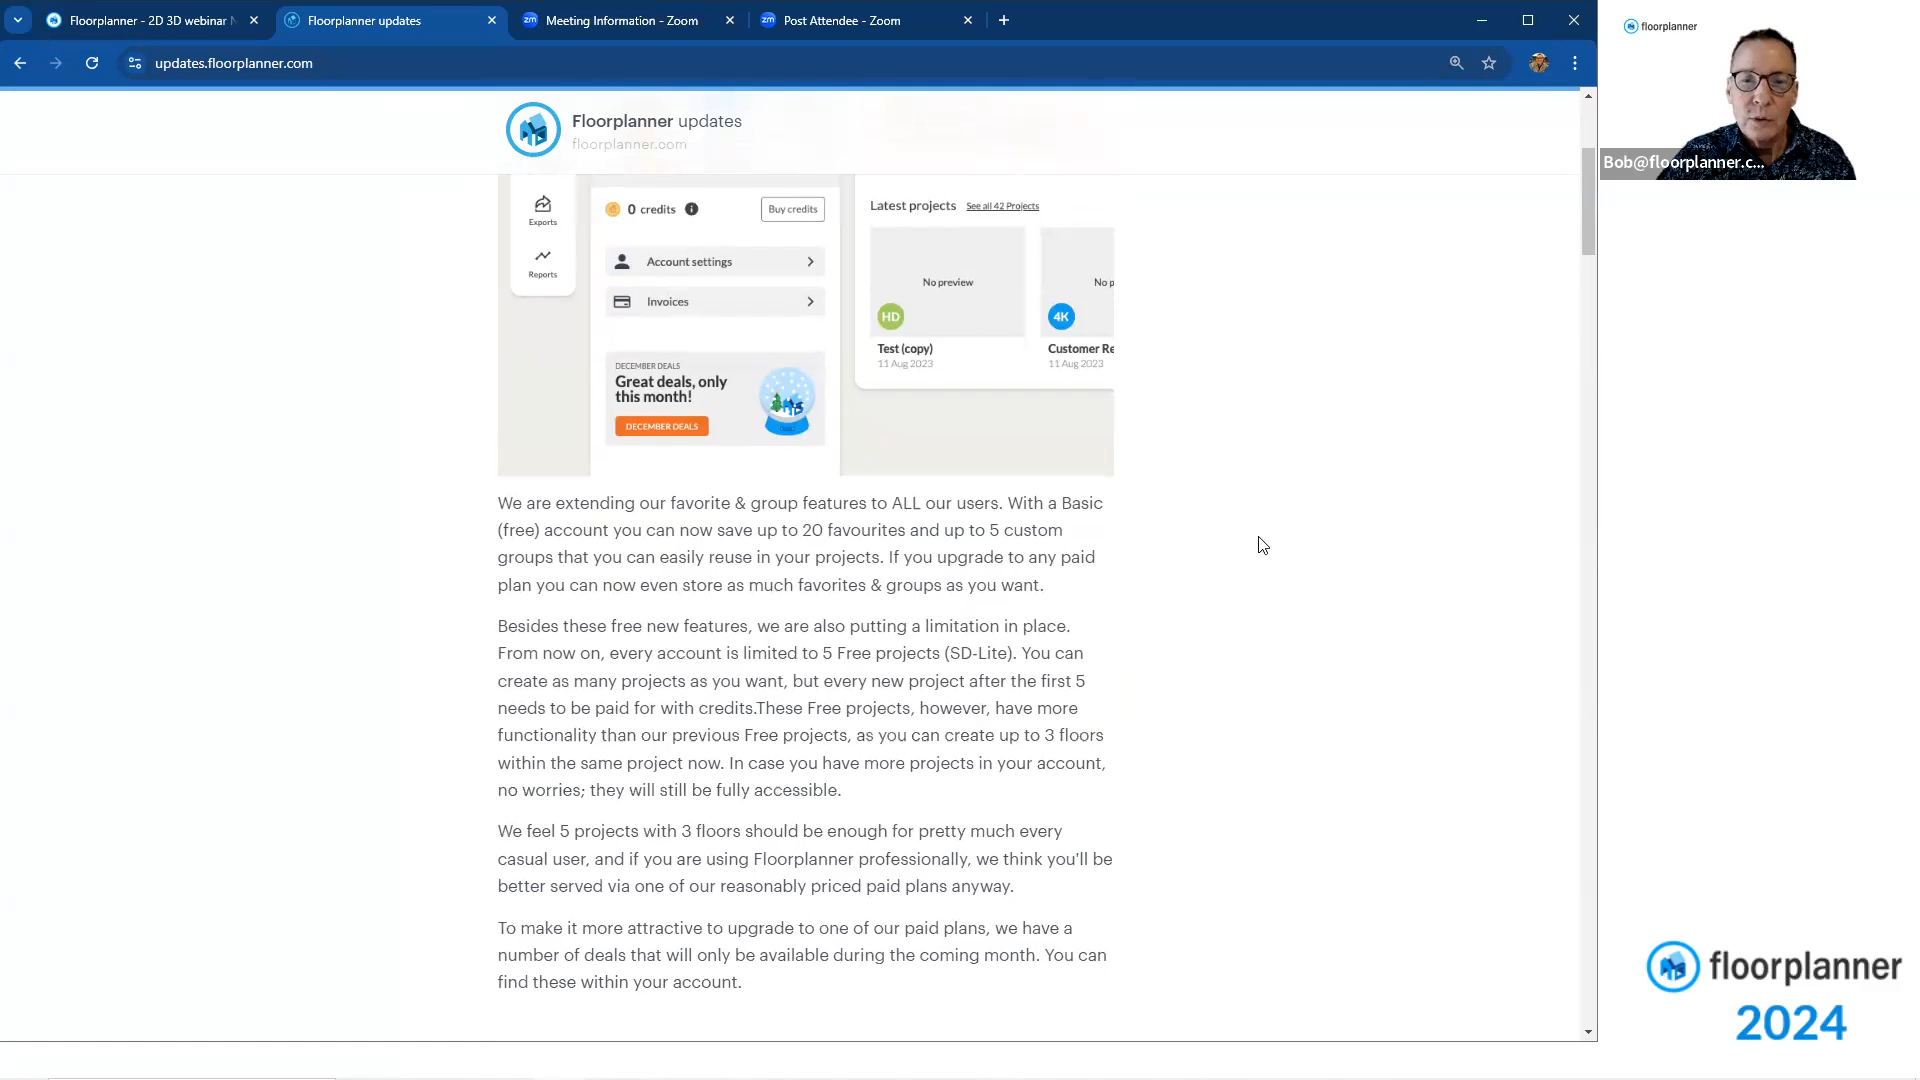 Floorplanner - 2D 3D webinar
Floorplanner updates
Meeting Information - Zoom
Post Attendee - Zoom
updates.floorplanner.com
floorplanner
Bob@floorplanner.c...
Floorplanner updates
floorplanner.com
Exports
Reports
0 credits
Buy credits
Account settings
Invoices
DECEMBER DEALS
Great deals, only
this month!
DECEMBER DEALS
Latest projects See all 42 Projects
No preview
No p
HD
4K
Test (copy)
11 Aug 2023
Customer Re
11 Aug 2023
We are extending our favorite & group features to ALL our users. With a Basic
(free) account you can now save up to 20 favourites and up to 5 custom
groups that you can easily reuse in your projects. If you upgrade to any paid
plan you can now even store as much favorites & groups as you want.
Besides these free new features, we are also putting a limitation in place.
From now on, every account is limited to 5 Free projects (SD-Lite). You can
create as many projects as you want, but every new project after the first 5
needs to be paid for with credits.These Free projects, however, have more
functionality than our previous Free projects, as you can create up to 3 floors
within the same project now. In case you have more projects in your account,
no worries; they will still be fully accessible.
We feel 5 projects with 3 floors should be enough for pretty much every
casual user, and if you are using Floorplanner professionally, we think you'll be
better served via one of our reasonably priced paid plans anyway.
To make it more attractive to upgrade to one of our paid plans, we have a
number of deals that will only be available during the coming month. You can
find these within your account.
floorplanner
2024